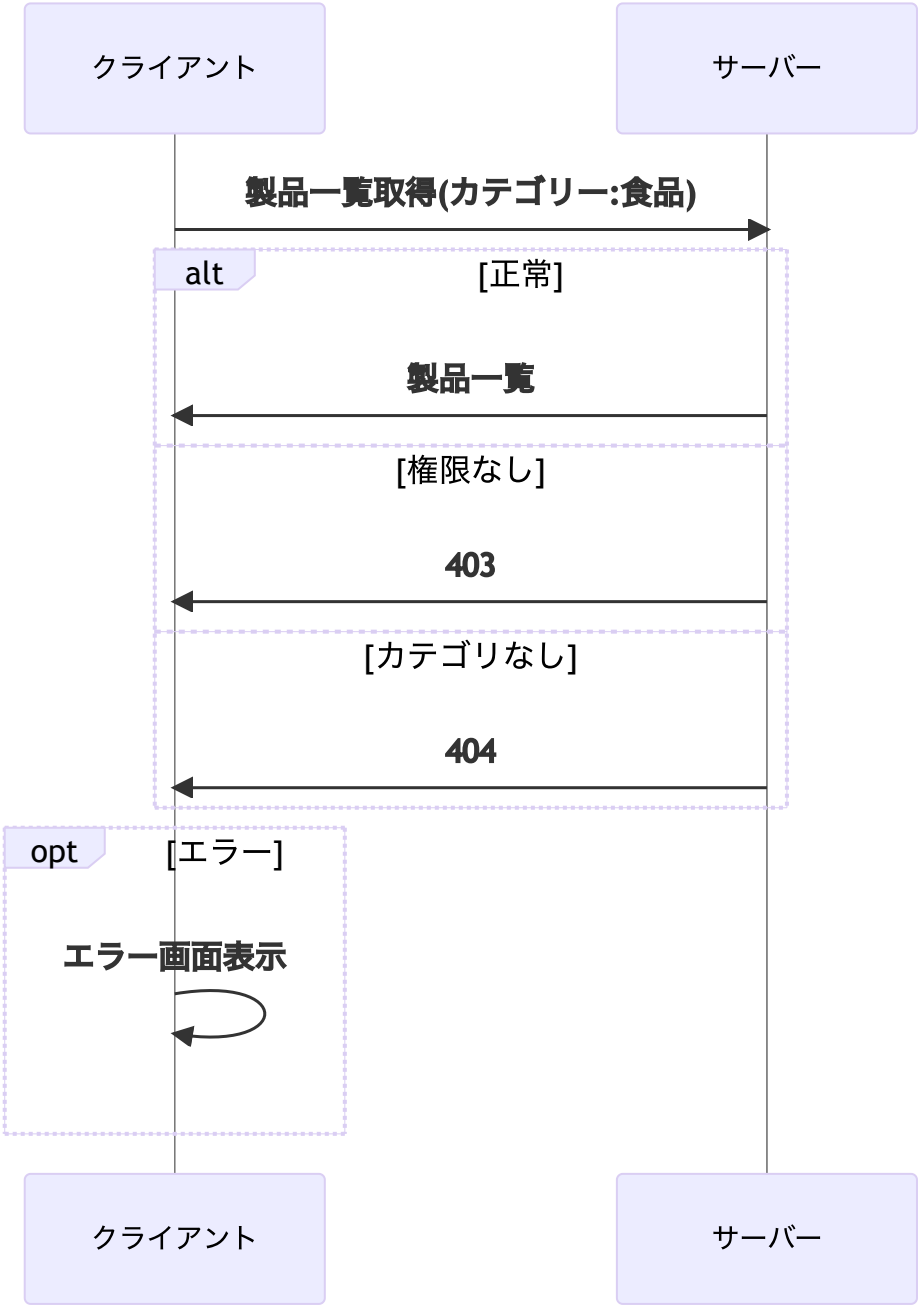 クライアント
サーバー
製品一覧取得(カテゴリー:食品)
alt
[正常]
製品一覧
[権限なし]
403
[カテゴリなし]
404
opt
[エラー]
エラー画面表示
クライアント
サーバー